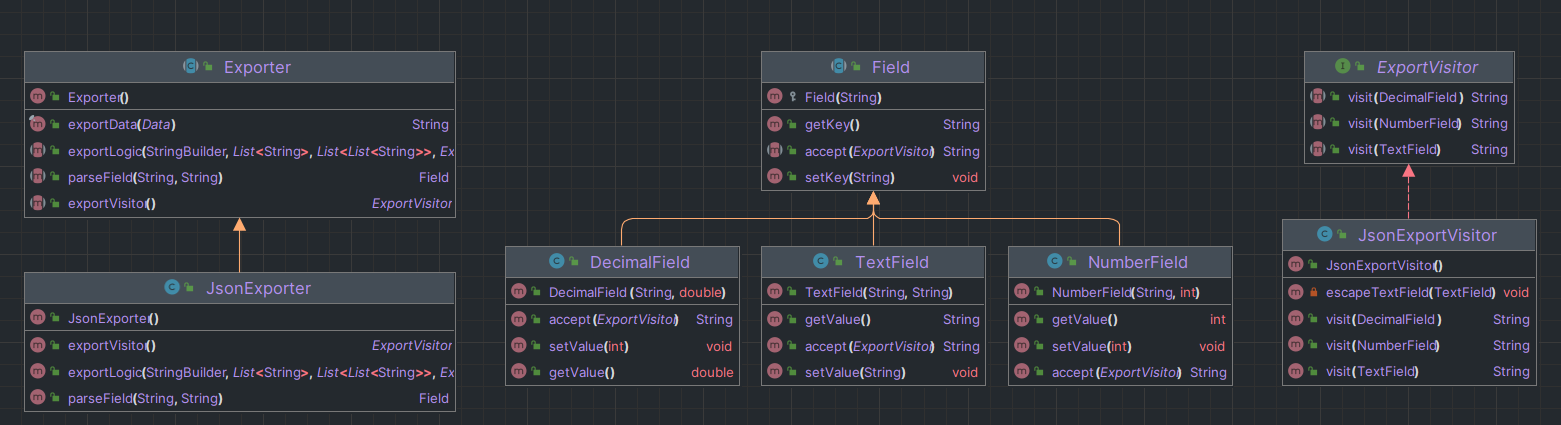 Exporter
Exporter()
exportData(Data) String
exportLogic(StringBuilder, List<String>, List<List<String>>, Ex
parseField(String, String) Field
exportVisitor() ExportVisitor
JsonExporter
JsonExporter()
exportVisitor() ExportVisitor
exportLogic(StringBuilder, List<String>, List<List<String>>, Ex
parseField(String, String) Field
Field
Field(String)
getKey() String
accept(ExportVisitor) String
setKey(String) void
DecimalField
DecimalField(String, double)
accept(ExportVisitor) String
setValue(int) void
getValue() double
TextField
TextField(String, String)
getValue() String
accept(ExportVisitor) String
setValue(String) void
NumberField
NumberField(String, int)
getValue() int
setValue(int) void
accept(ExportVisitor) String
ExportVisitor
visit(DecimalField) String
visit(NumberField) String
visit(TextField) String
JsonExportVisitor
JsonExportVisitor()
escapeTextField(TextField) void
visit(DecimalField) String
visit(NumberField) String
visit(TextField) String